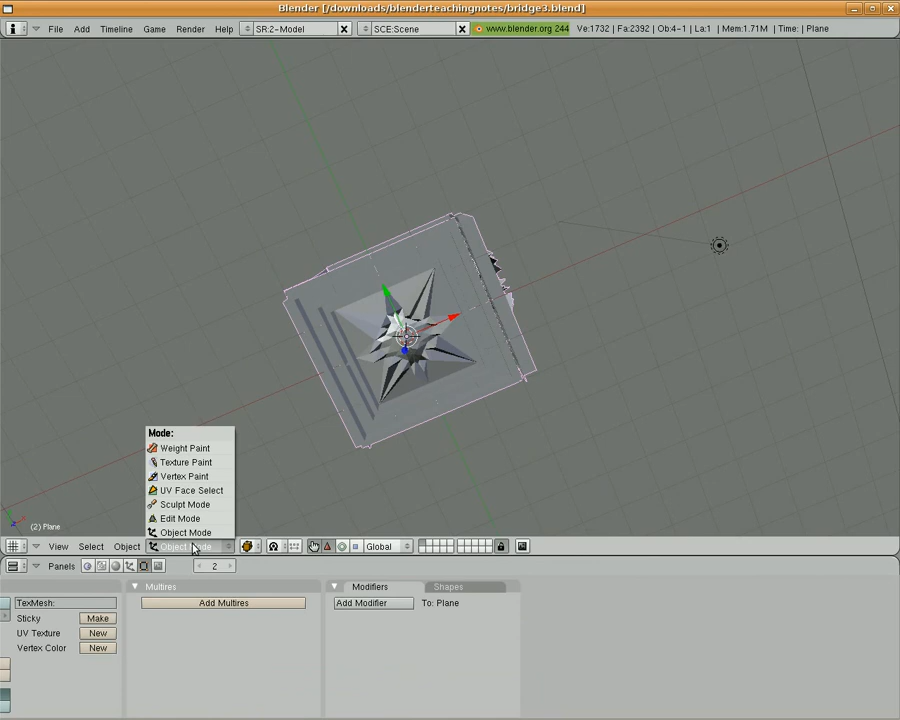 Blender [/downloads/blenderteachingnotes/bridge3.blend]
File Add Timeline Game Render Help SR:2-Model SCE:Scene www.blender.org 244 Ve:1732 | Fa:2392 | Ob:4-1 | La:1 | Mem:1.71M | Time: | Plane
Mode:
Weight Paint
Texture Paint
Vertex Paint
UV Face Select
Sculpt Mode
Edit Mode
Object Mode
(2) Plane
View Select Object Object Mode Global
Panels 2
Multires Modifiers Shapes
TexMesh: Add Multires Add Modifier To: Plane
Sticky Make
UV Texture New
Vertex Color New